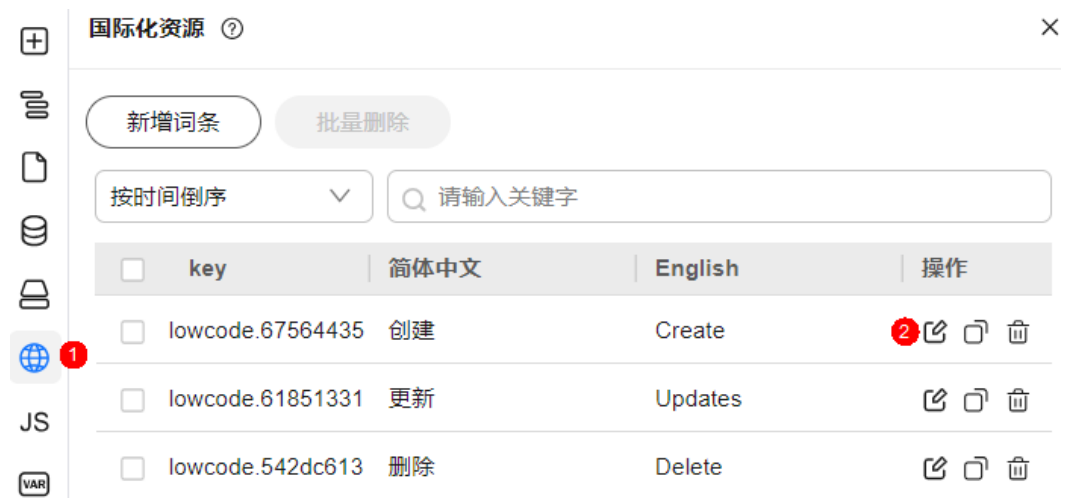 国际化资源
新增词条 批量删除
按时间倒序 请输入关键字
key 简体中文 English 操作
lowcode.67564435 创建 Create 2
1
lowcode.61851331 更新 Updates
JS
lowcode.542dc613 删除 Delete
VAR